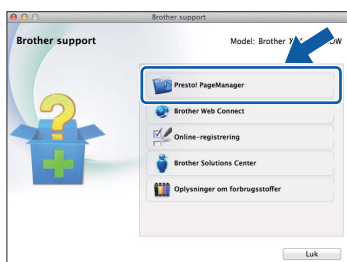 Brother support
Brother support
Model: Brother
Presto! PageManager
Brother Web Connect
Online-registrering
Brother Solutions Center
Oplysninger om forbrugsstoffer
Luk